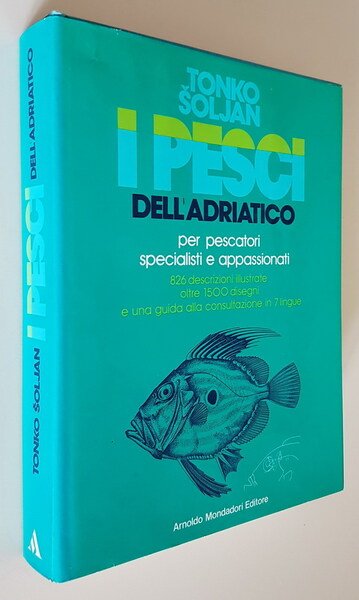 TONKO
ŠOLJAN
I PESCI
DELL'ADRIATICO
per pescatori
specialisti e appassionati
826 descrizioni illustrate
oltre 1500 disegni
e una guida alla consultazione in 7 lingue
Arnoldo Mondadori Editore
TONKO ŠOLJAN I PESCI DELL'ADRIATICO